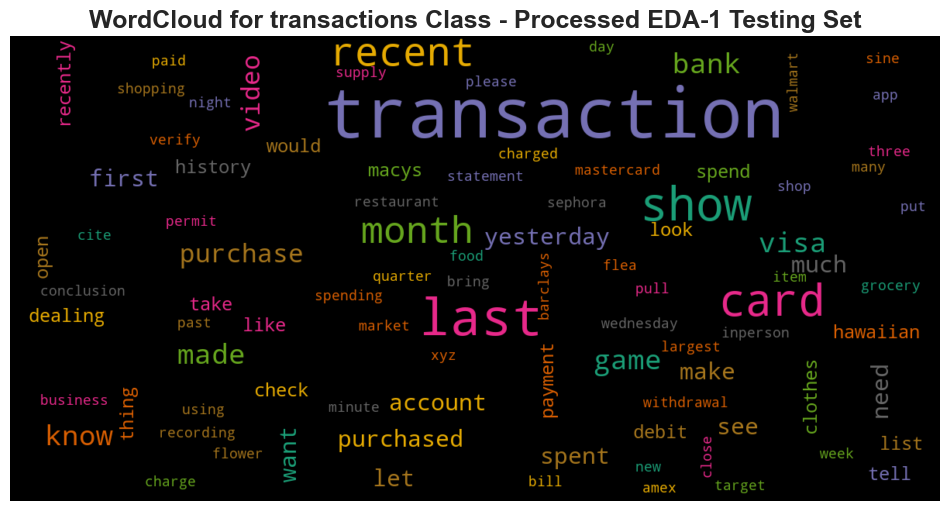 WordCloud for transactions Class - Processed EDA-1 Testing Set
recently
paid
video
recent
day
bank
walmart
sine
shopping
night
supply
please
transaction
app
verify
would
charged
three
first
history
macys
statement
mastercard
spend
shop
many
permit
restaurant
sephora
show
put
cite
open
purchase
month
yesterday
look
visa
food
much
conclusion
quarter
bring
barclays
flea
pull
item
grocery
dealing
take
spending
last
card
past
like
market
wednesday
inperson
hawaiian
made
xyz
payment
game
largest
make
clothes
need
business
thing
check
using
minute
account
withdrawal
know
recording
want
purchased
debit
see
close
list
flower
spent
week
charge
let
bill
new
amex
target
tell